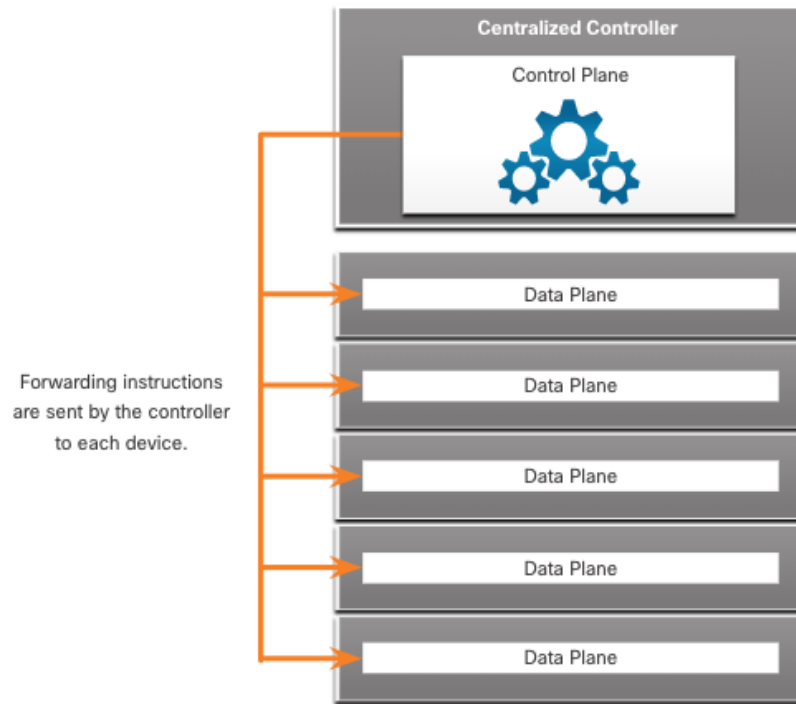 Centralized Controller
Control Plane
Data Plane
Data Plane
Forwarding instructions
are sent by the controller
to each device.
Data Plane
Data Plane
Data Plane